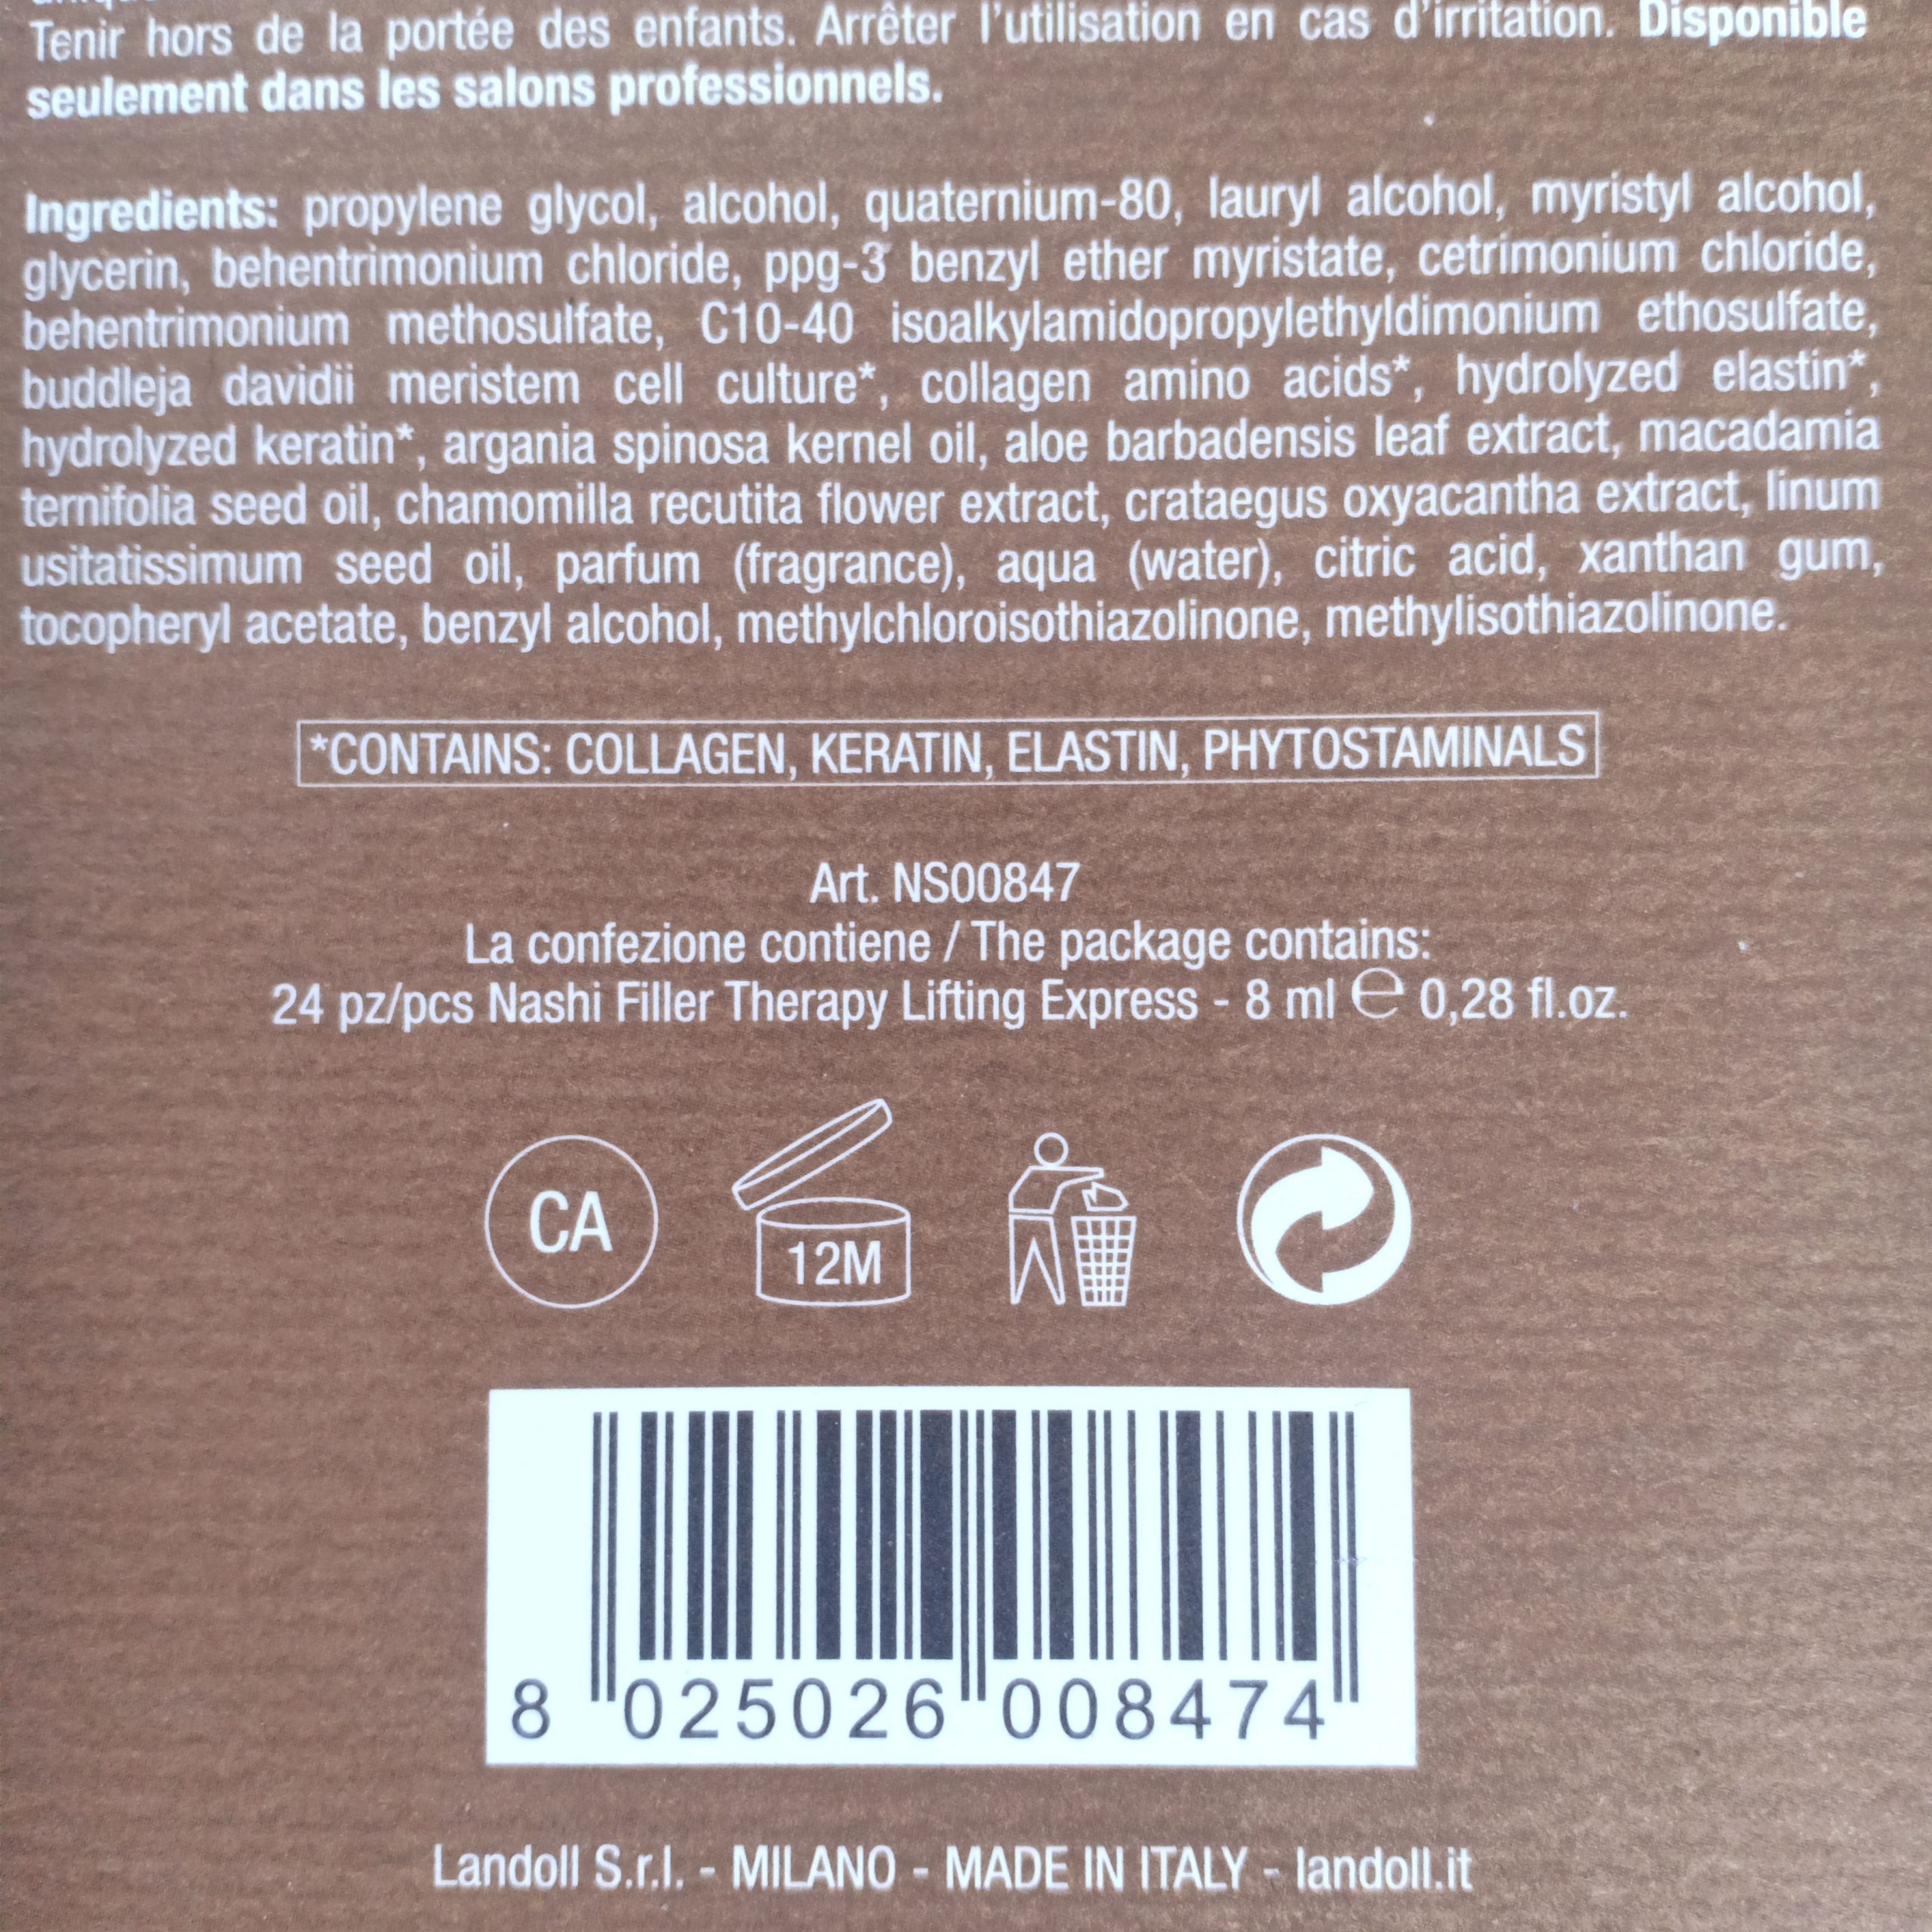 Tenir hors de la portée des enfants. Arrêter l'utilisation en cas d'irritation. Disponible
seulement dans les salons professionnels.
Ingredients: propylene glycol, alcohol, quaternium-80, lauryl alcohol, myristyl alcohol,
glycerin, behentrimonium chloride, ppg-3 benzyl ether myristate, cetrimonium chloride,
behentrimonium methosulfate, C10-40 isoalkylamidopropylethyldimonium ethosulfate,
buddleja davidii meristem cell culture*, collagen amino acids*, hydrolyzed elastin*,
hydrolyzed keratin*, argania spinosa kernel oil, aloe barbadensis leaf extract, macadamia
ternifolia seed oil, chamomilla recutita flower extract, crataegus oxyacantha extract, linum
usitatissimum seed oil, parfum (fragrance), aqua (water), citric acid, xanthan gum,
tocopheryl acetate, benzyl alcohol, methylchloroisothiazolinone, methylisothiazolinone.
*CONTAINS: COLLAGEN, KERATIN, ELASTIN, PHYTOSTAMINALS
Art. NS00847
La confezione contiene / The package contains:
24 pz/pcs Nashi Filler Therapy Lifting Express - 8 ml ℮ 0,28 fl.oz.
CA 12M
8 025026 008474
Landoll S.r.l. - MILANO - MADE IN ITALY - landoll.it